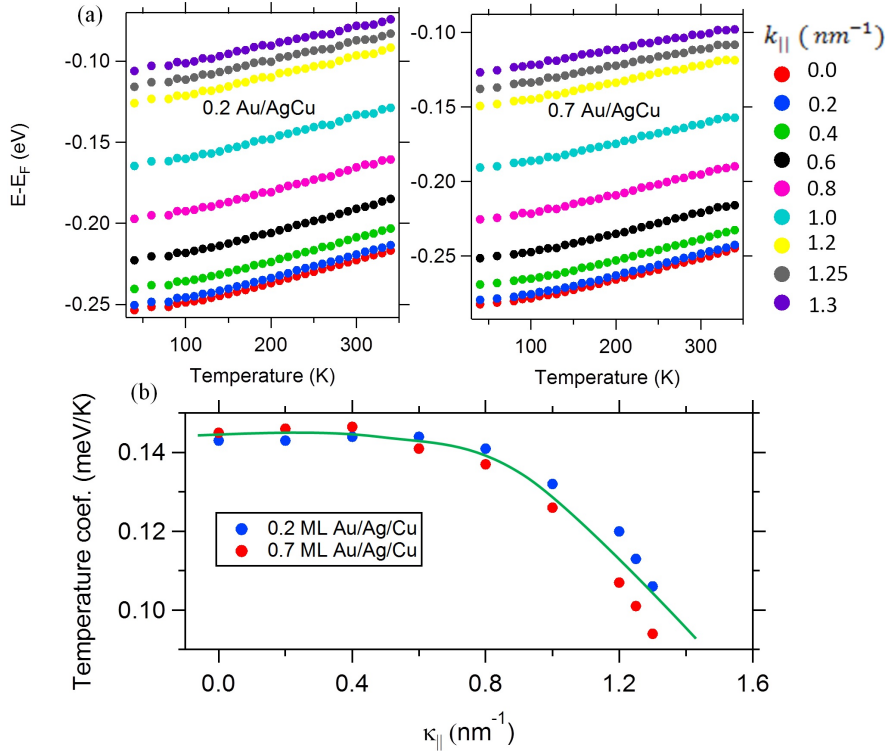 (a)
E-E_F (eV)
-0.10
-0.15
-0.20
-0.25
0.2 Au/AgCu
100 200 300
Temperature (K)
-0.10
-0.15
-0.20
-0.25
0.7 Au/AgCu
100 200 300
Temperature (K)
k_|| (nm⁻¹)
0.0
0.2
0.4
0.6
0.8
1.0
1.2
1.25
1.3
(b)
Temperature coef. (meV/K)
0.14
0.12
0.10
0.2 ML Au/Ag/Cu
0.7 ML Au/Ag/Cu
0.0 0.4 0.8 1.2 1.6
κ_|| (nm⁻¹)